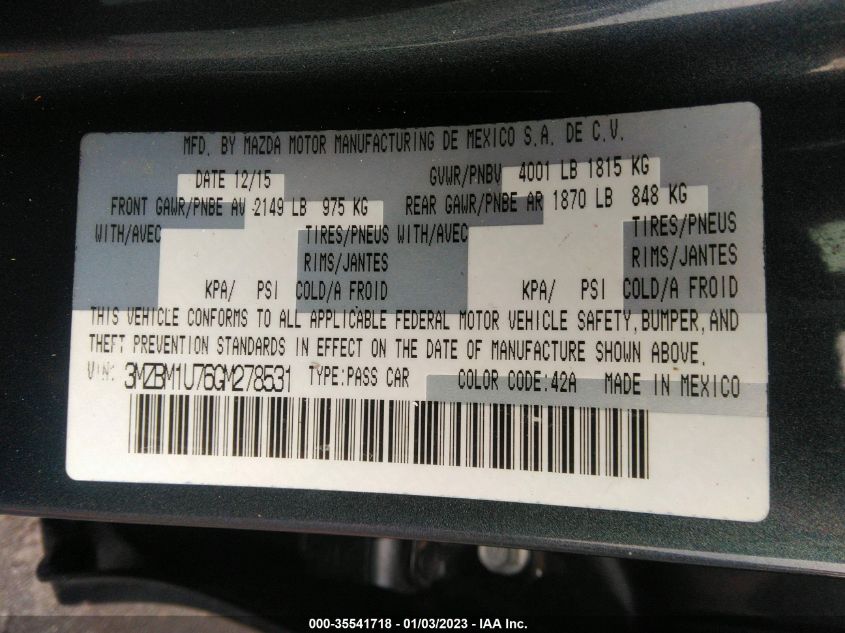 MFD. BY MAZDA MOTOR MANUFACTURING DE MEXICO S.A. DE C.V.
DATE 12/15 GVWR/PNBV 4001 LB 1815 KG
FRONT GAWR/PNBE AV 2149 LB 975 KG REAR GAWR/PNBE AR 1870 LB 848 KG
WITH/AVEC TIRES/PNEUS WITH/AVEC TIRES/PNEUS
RIMS/JANTES RIMS/JANTES
KPA/ PSI COLD/A FROID KPA/ PSI COLD/A FROID
THIS VEHICLE CONFORMS TO ALL APPLICABLE FEDERAL MOTOR VEHICLE SAFETY, BUMPER, AND
THEFT PREVENTION STANDARDS IN EFFECT ON THE DATE OF MANUFACTURE SHOWN ABOVE.
VIN: 3MZBM1U76GM278531 TYPE:PASS CAR COLOR CODE:42A MADE IN MEXICO
000-35541718 - 01/03/2023 - IAA Inc.